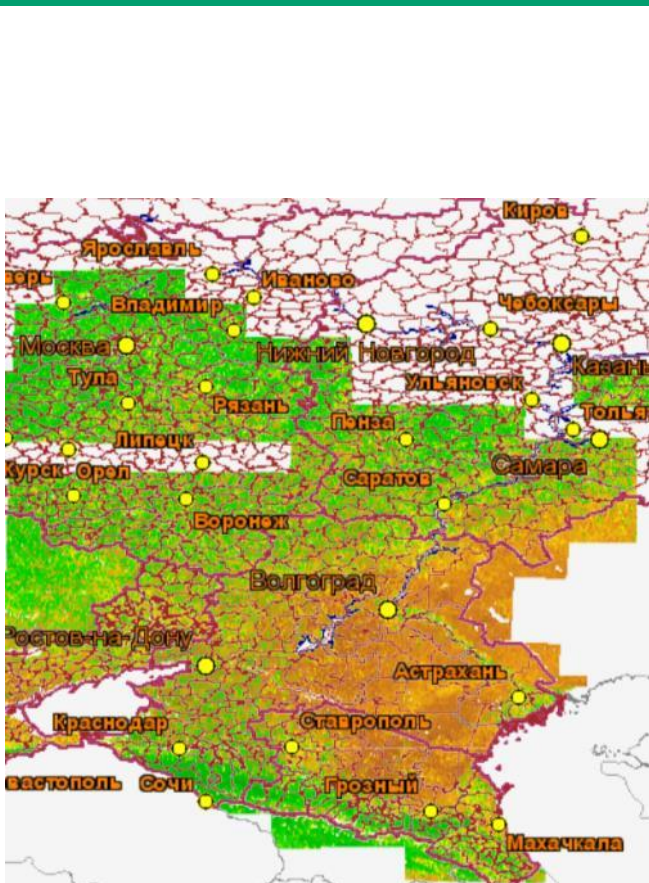 Киров
Ярославль
Иваново
верь
Владимир
Чебоксары
Москва
Нижний Новгород
Казань
Тула
Ульяновск
Рязань
Толья
Пенза
Липецк
Самара
Курск Орел
Саратов
Воронеж
Волгоград
Ростов-на-Дону
Астрахань
Краснодар
Ставрополь
вастополь Сочи
Грозный
Махачкала